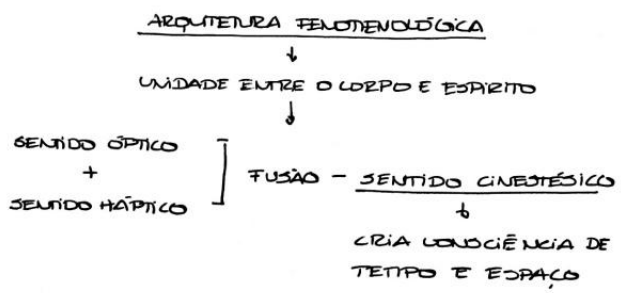 ARQUITETURA FENOMENOLÓGICA
↓
UNIDADE ENTRE O CORPO E ESPÍRITO
↓
SENTIDO ÓPTICO
+
SENTIDO HÁPTICO
FUSÃO - SENTIDO CINESTÉSICO
↓
CRIA CONSCIÊNCIA DE
TEMPO E ESPAÇO